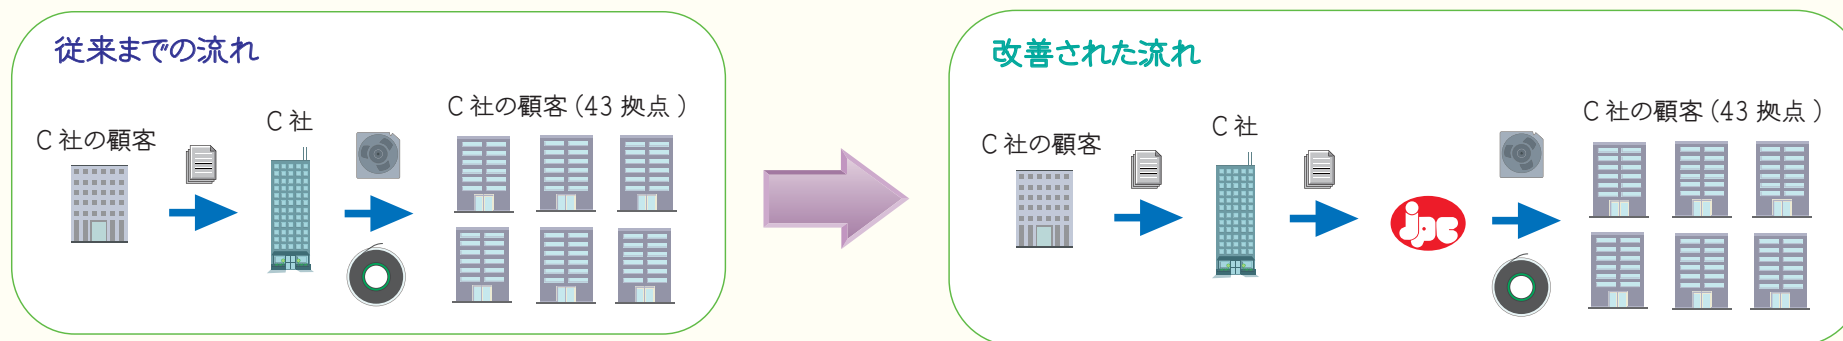 従来までの流れ
C 社の顧客
C 社
C 社の顧客 (43 拠点 )
改善された流れ
C 社の顧客
C 社
jpc
C 社の顧客 (43 拠点 )